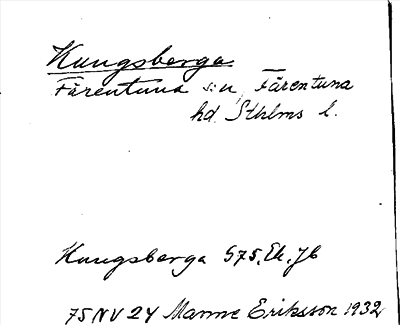 Kungsberga
Färentuna s:n, Färentuna
hd. Sthlms l.
Kungsberga 575, Ek. Jb
75 NV 24 Manne Eriksson 1932